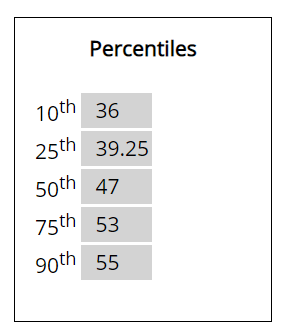 Percentiles
10th 36
25th 39.25
50th 47
75th 53
90th 55